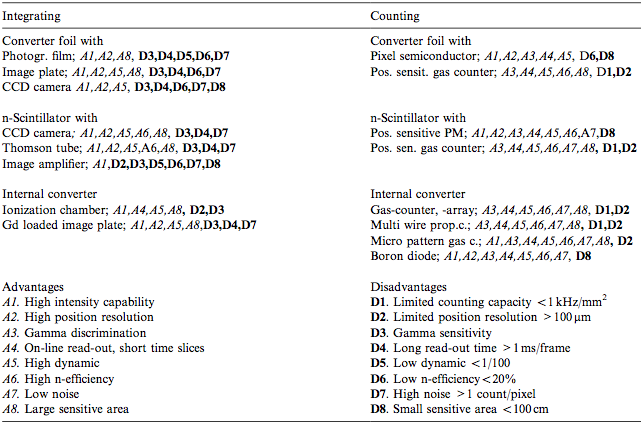 Integrating
Counting
Converter foil with
Photogr. film; A1,A2,A8, D3,D4,D5,D6,D7
Image plate; A1,A2,A5,A8, D3,D4,D6,D7
CCD camera A1,A2,A5, D3,D4,D6,D7,D8
Converter foil with
Pixel semiconductor; A1,A2,A3,A4,A5, D6,D8
Pos. sensit. gas counter; A3,A4,A5,A6,A8, D1,D2
n-Scintillator with
CCD camera; A1,A2,A5,A6,A8, D3,D4,D7
Thomson tube; A1,A2,A5,A6,A8, D3,D4,D7
Image amplifier; A1,D2,D3,D5,D6,D7,D8
n-Scintillator with
Pos. sensitive PM; A1,A2,A3,A4,A5,A6,A7,D8
Pos. sen. gas counter; A3,A4,A5,A6,A7,A8, D1,D2
Internal converter
Ionization chamber; A1,A4,A5,A8, D2,D3
Gd loaded image plate; A1,A2,A5,A8,D3,D4,D7
Internal converter
Gas-counter, -array; A3,A4,A5,A6,A7,A8, D1,D2
Multi wire prop.c.; A3,A4,A5,A6,A7,A8, D1,D2
Micro pattern gas c.; A1,A3,A4,A5,A6,A7,A8, D2
Boron diode; A1,A2,A3,A4,A5,A6,A7, D8
Advantages
A1. High intensity capability
A2. High position resolution
A3. Gamma discrimination
A4. On-line read-out, short time slices
A5. High dynamic
A6. High n-efficiency
A7. Low noise
A8. Large sensitive area
Disadvantages
D1. Limited counting capacity <1 kHz/mm²
D2. Limited position resolution >100 μm
D3. Gamma sensitivity
D4. Long read-out time >1 ms/frame
D5. Low dynamic <1/100
D6. Low n-efficiency<20%
D7. High noise >1 count/pixel
D8. Small sensitive area <100 cm